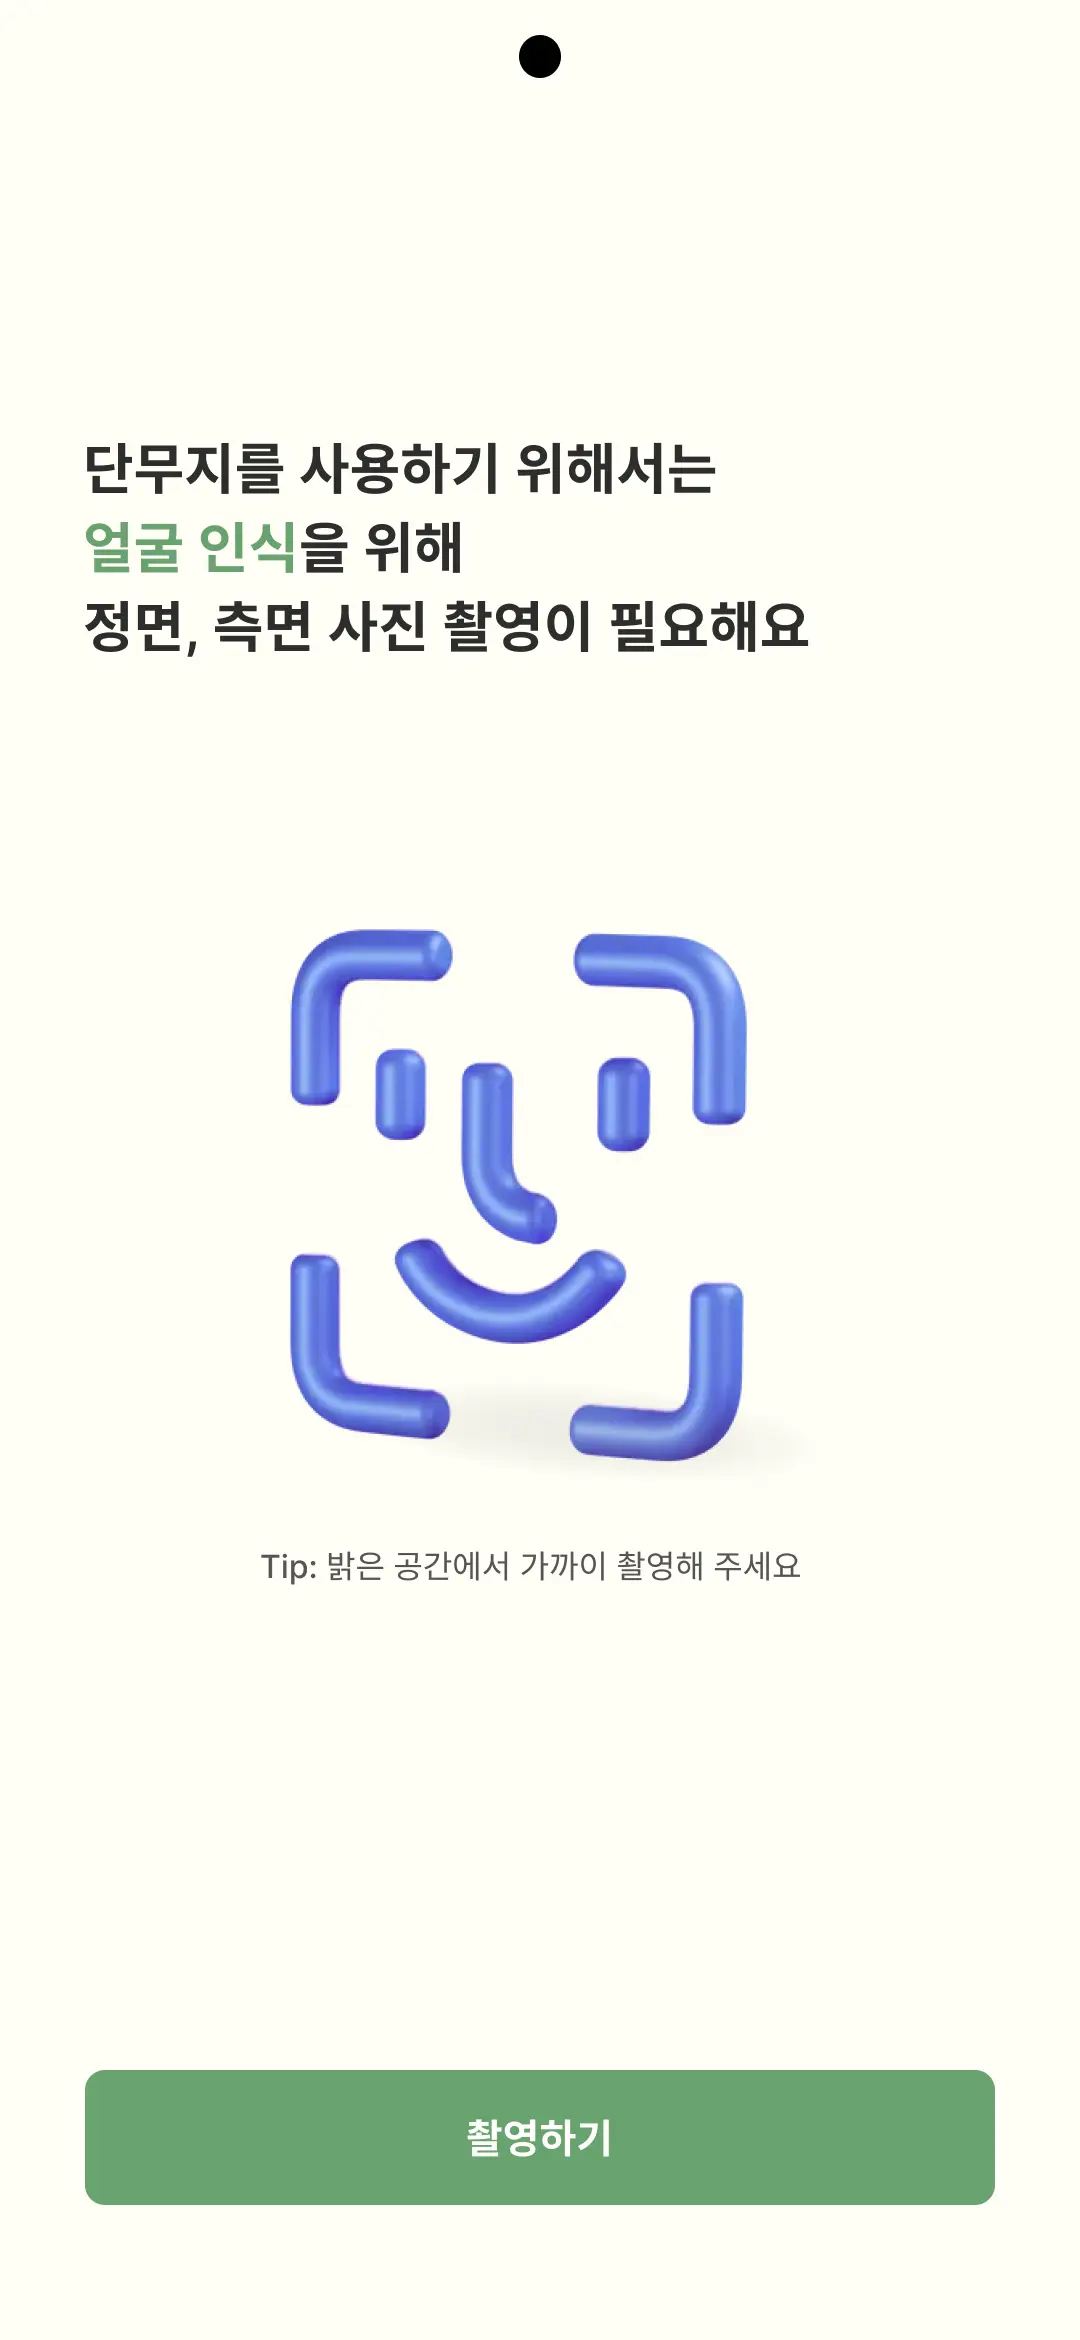 단무지를 사용하기 위해서는
얼굴 인식을 위해
정면, 측면 사진 촬영이 필요해요
Tip: 밝은 공간에서 가까이 촬영해 주세요
촬영하기